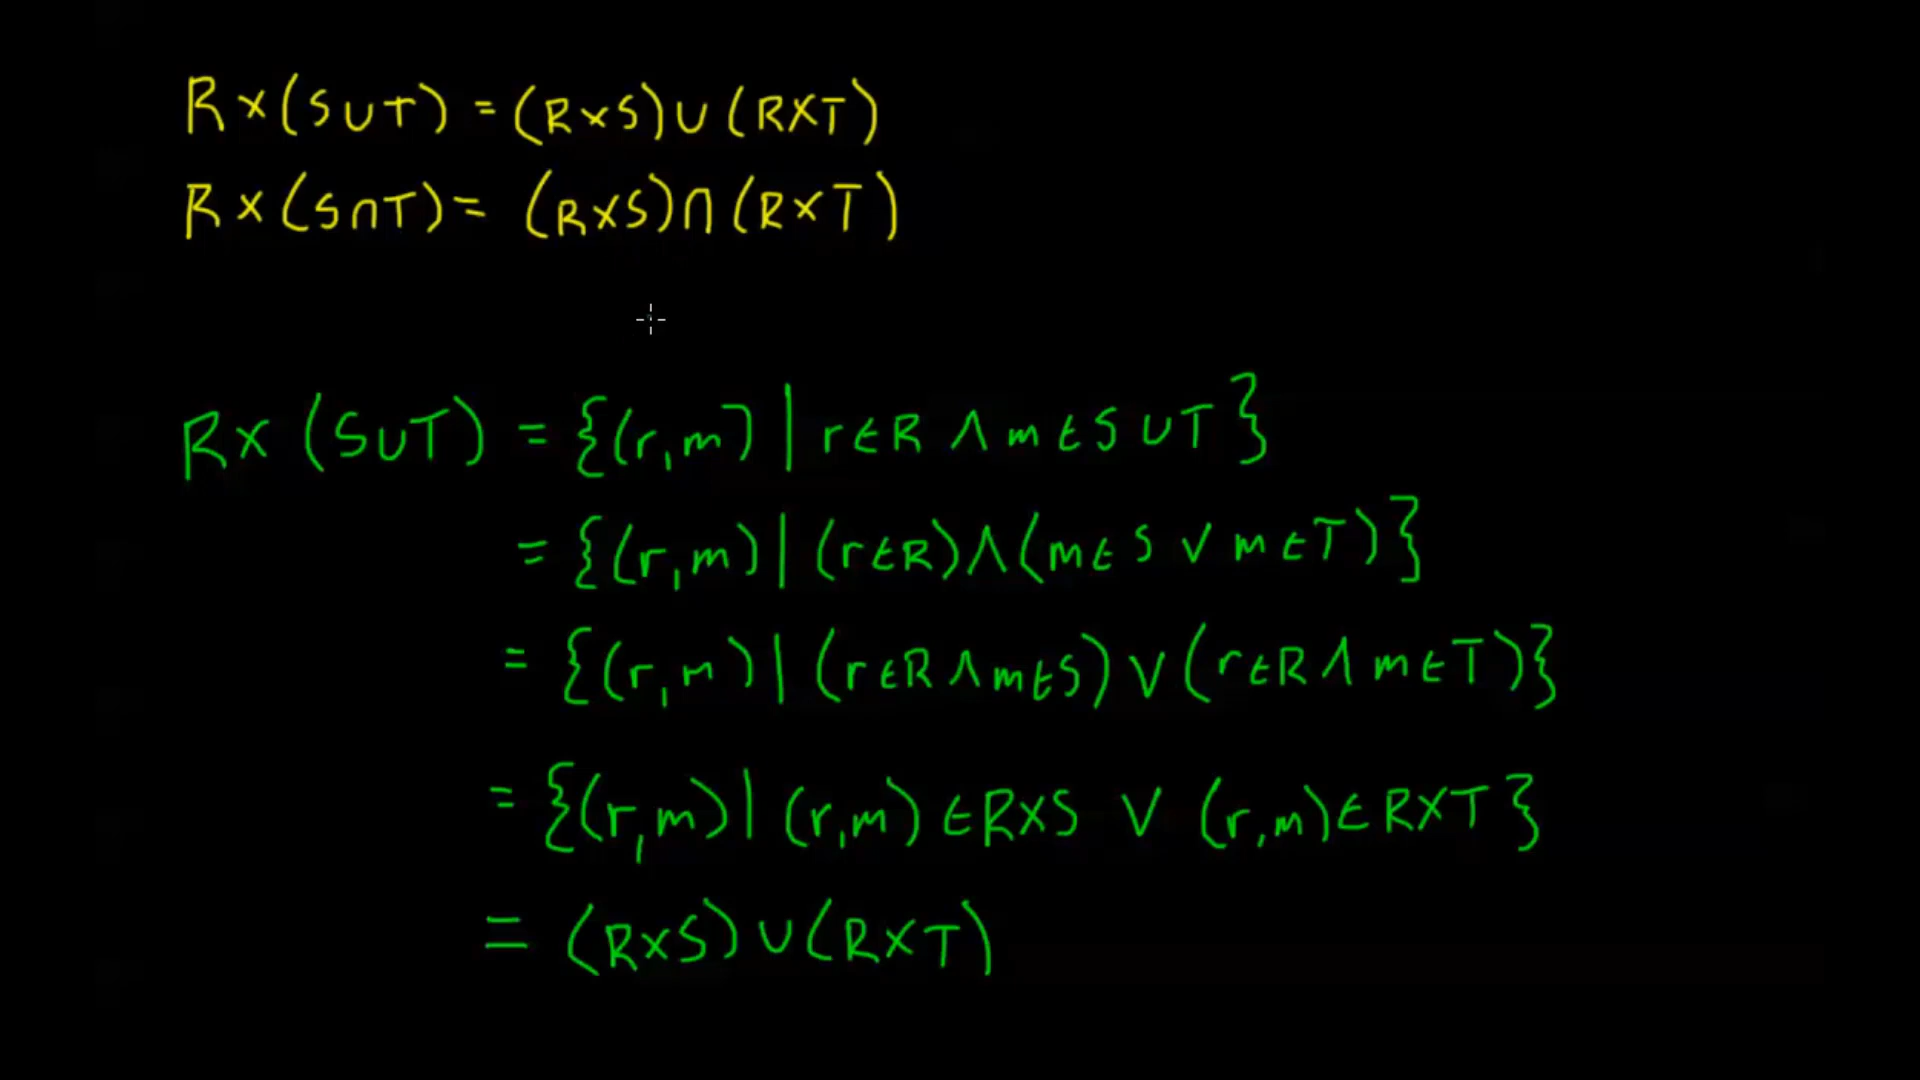 R×(S∪T) = (R×S)∪(R×T)
R×(S∩T) = (R×S)∩(R×T)
R×(S∪T) = {(r,m) | r∈R ∧ m∈S∪T}
= {(r,m) | (r∈R)∧(m∈S ∨ m∈T)}
= {(r,m) | (r∈R ∧ m∈S) ∨ (r∈R ∧ m∈T)}
= {(r,m) | (r,m)∈R×S ∨ (r,m)∈R×T}
= (R×S)∪(R×T)